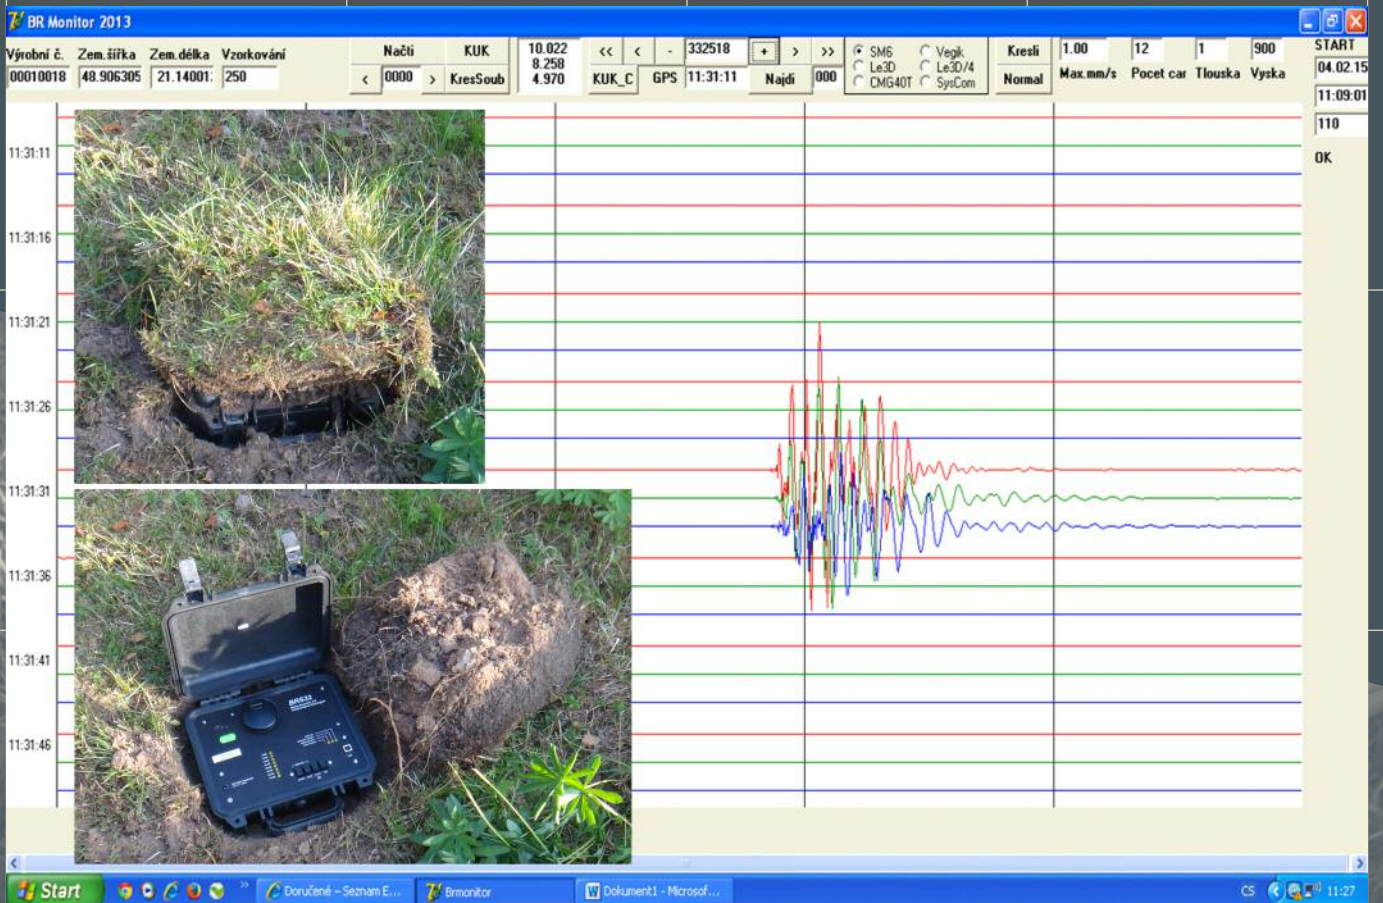 BR Monitor 2013
Výrobní č. Zem.šířka Zem.délka Vzorkování
00010018 48.906305 21.14001: 250
Načti KUK
< 0000 > KresSoub
10.022
8.258
4.970
<< < - 332518 + > >>
KUK_C GPS 11:31:11 Najdi 000
SM6 Vegik
Le3D Le3D/4
CMG40T SysCom
Kresli 1.00 12 1 900
Normal Max.mm/s Pocet car Tlouska Vyska
START
04.02.15
11:09:01
110
OK
11:31:11
11:31:16
11:31:21
11:31:26
11:31:31
11:31:36
11:31:41
11:31:46
BRS32
Start
Doručené – Seznam E...
Brmonitor
Dokument1 - Microsof...
CS 11:27